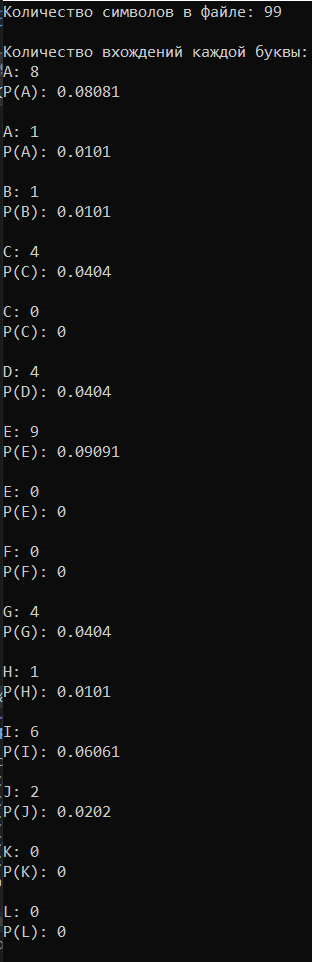 Количество символов в файле: 99
Количество вхождений каждой буквы:
A: 8
P(A): 0.08081
A: 1
P(A): 0.0101
B: 1
P(B): 0.0101
C: 4
P(C): 0.0404
C: 0
P(C): 0
D: 4
P(D): 0.0404
E: 9
P(E): 0.09091
E: 0
P(E): 0
F: 0
P(F): 0
G: 4
P(G): 0.0404
H: 1
P(H): 0.0101
I: 6
P(I): 0.06061
J: 2
P(J): 0.0202
K: 0
P(K): 0
L: 0
P(L): 0